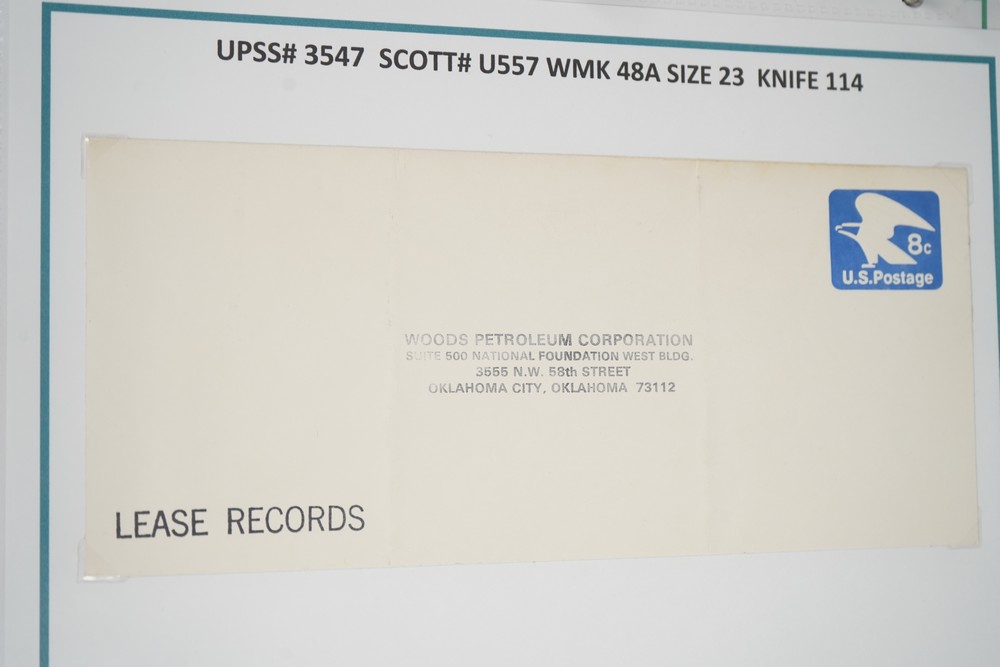 UPSS# 3547 SCOTT# U557 WMK 48A SIZE 23 KNIFE 114
8c
U.S.Postage
WOODS PETROLEUM CORPORATION
SUITE 500 NATIONAL FOUNDATION WEST BLDG.
3555 N.W. 58th STREET
OKLAHOMA CITY, OKLAHOMA 73112
LEASE RECORDS